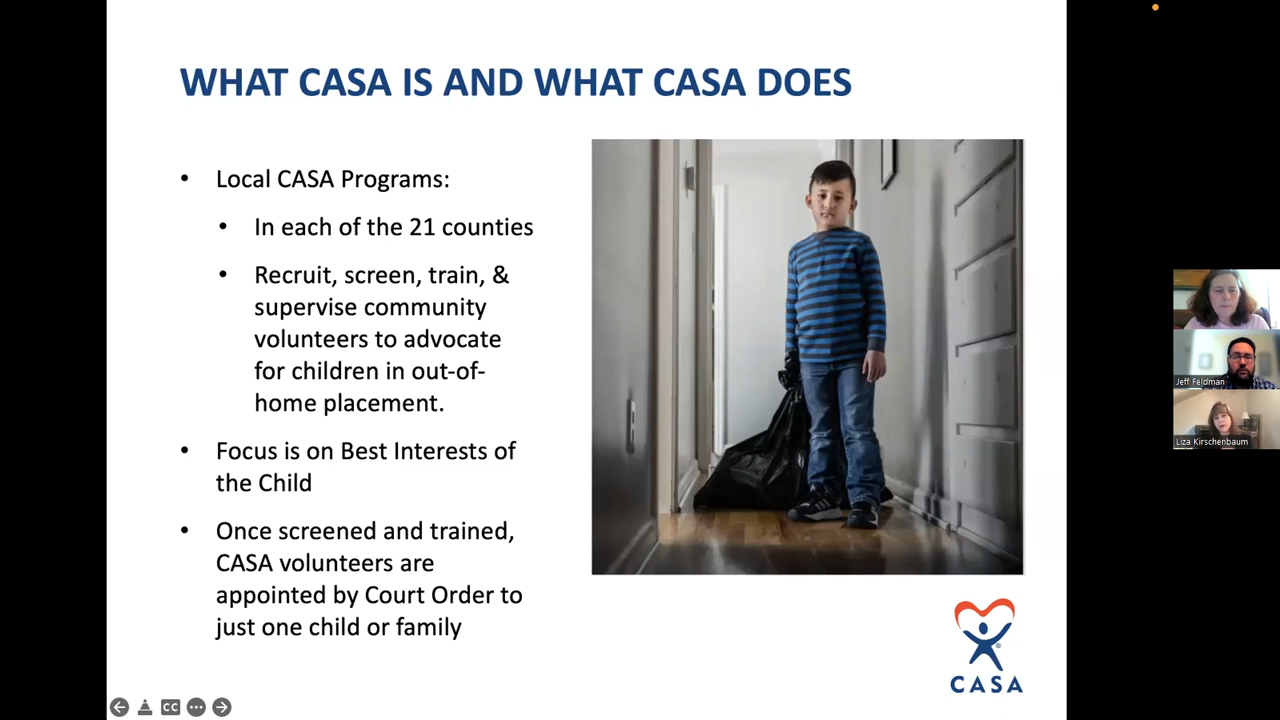 WHAT CASA IS AND WHAT CASA DOES
• Local CASA Programs:
• In each of the 21 counties
• Recruit, screen, train, &
supervise community
volunteers to advocate
for children in out-of-
home placement.
• Focus is on Best Interests of
the Child
• Once screened and trained,
CASA volunteers are
appointed by Court Order to
just one child or family
CASA
CC
Jeff Feldman
Liza Kirschenbaum